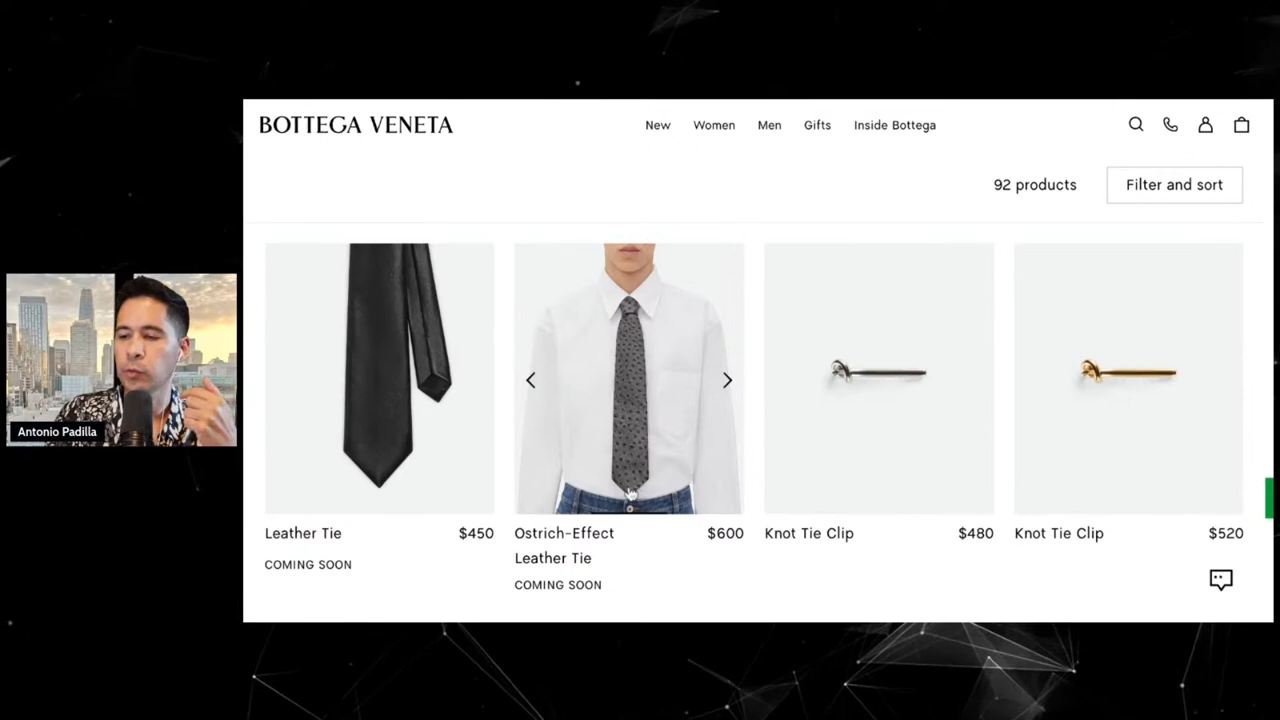 BOTTEGA VENETA
New Women Men Gifts Inside Bottega
92 products
Filter and sort
Antonio Padilla
Leather Tie $450
COMING SOON
Ostrich-Effect $600
Leather Tie
COMING SOON
Knot Tie Clip $480
Knot Tie Clip $520